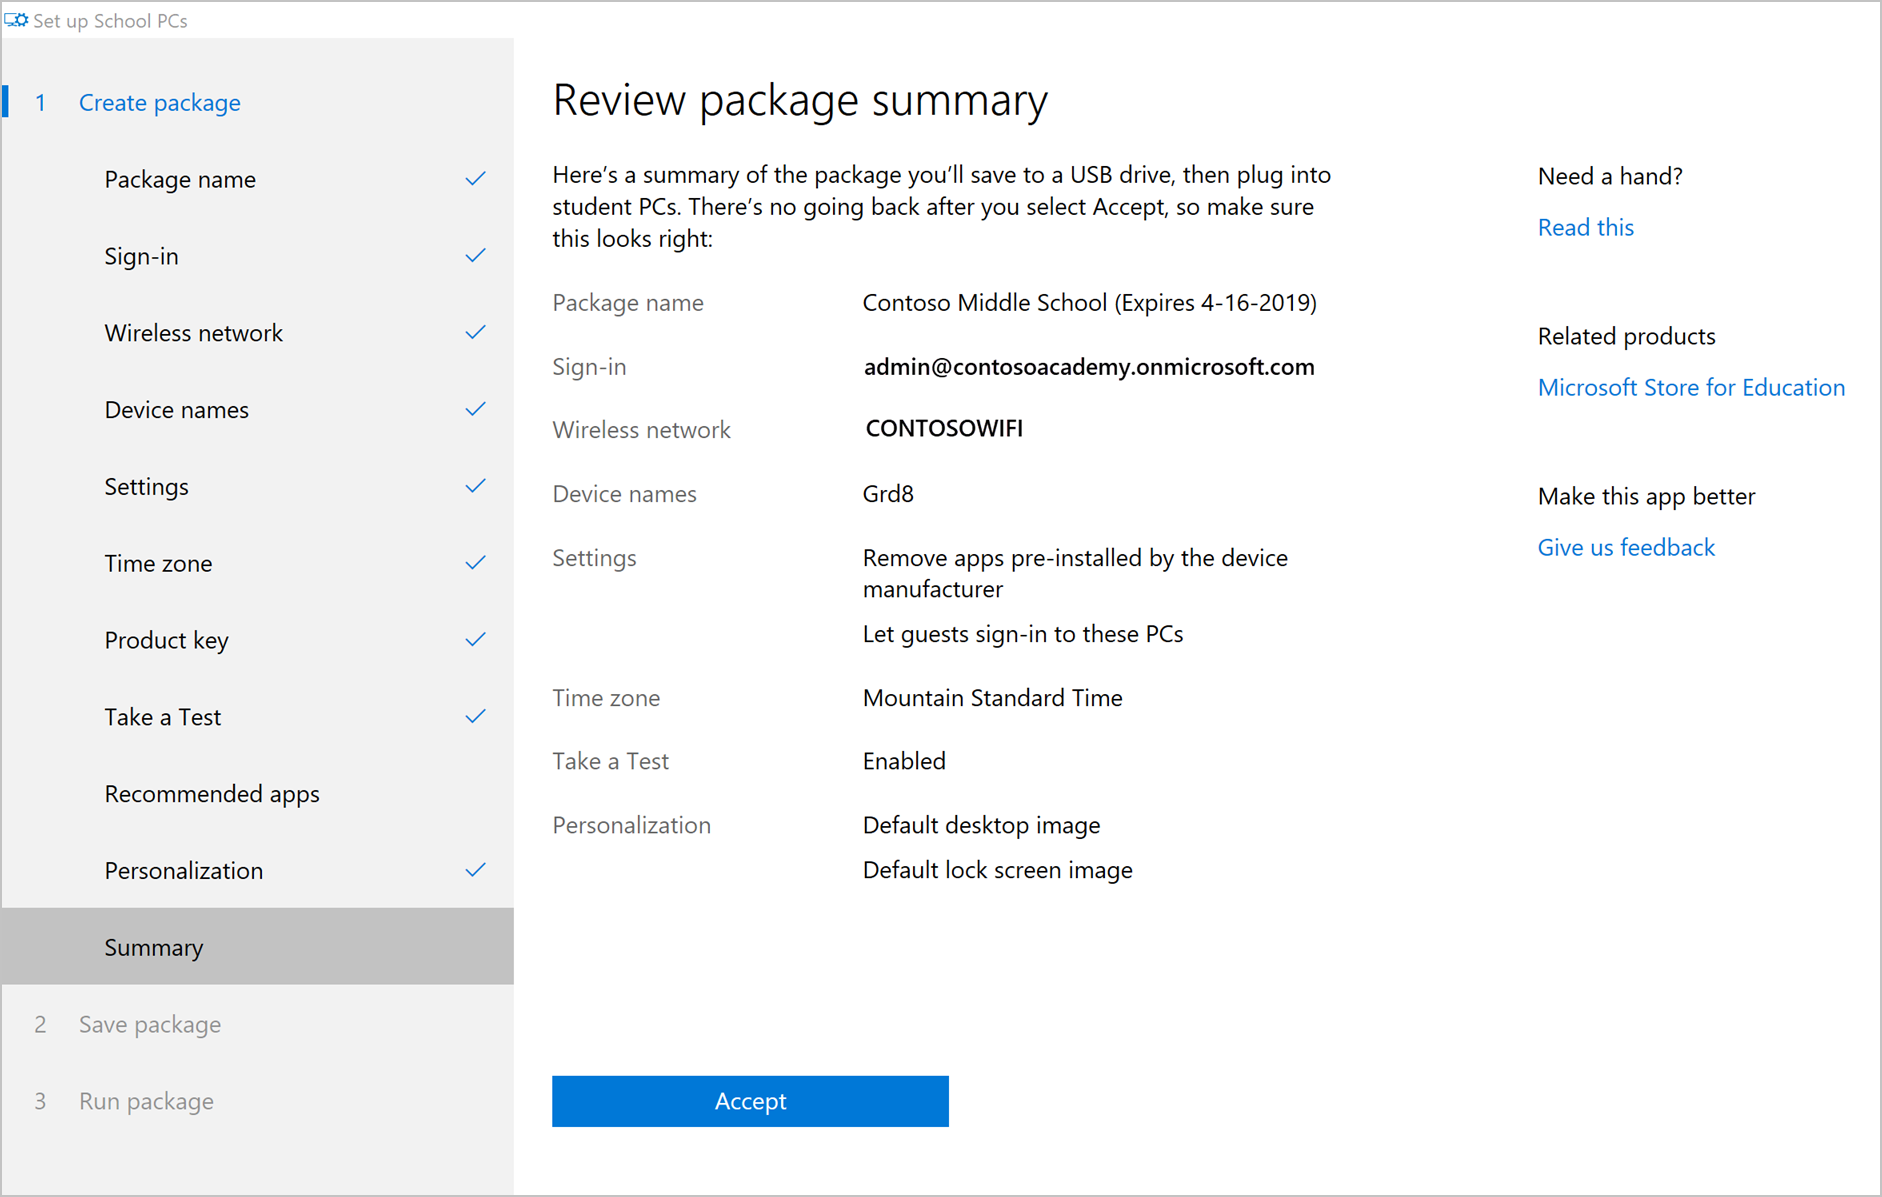 Set up School PCs
1 Create package
Package name
Sign-in
Wireless network
Device names
Settings
Time zone
Product key
Take a Test
Recommended apps
Personalization
Summary
2 Save package
3 Run package
Review package summary
Here's a summary of the package you'll save to a USB drive, then plug into
student PCs. There's no going back after you select Accept, so make sure
this looks right:
Package name Contoso Middle School (Expires 4-16-2019)
Sign-in admin@contosoacademy.onmicrosoft.com
Wireless network CONTOSOWIFI
Device names Grd8
Settings Remove apps pre-installed by the device
manufacturer
Let guests sign-in to these PCs
Time zone Mountain Standard Time
Take a Test Enabled
Personalization Default desktop image
Default lock screen image
Accept
Need a hand?
Read this
Related products
Microsoft Store for Education
Make this app better
Give us feedback